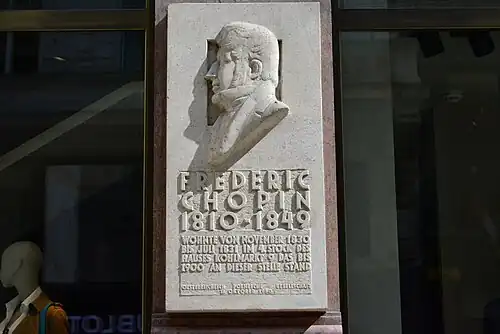 FREDERIC
CHOPIN
1810-1849
WOHNTE VOM NOVEMBER 1830
BIS JULI 1831 IM 4. STOCK DES
HAUSES KOHLMARKT 9 DAS BIS
1900 AN DIESER STELLE STAND